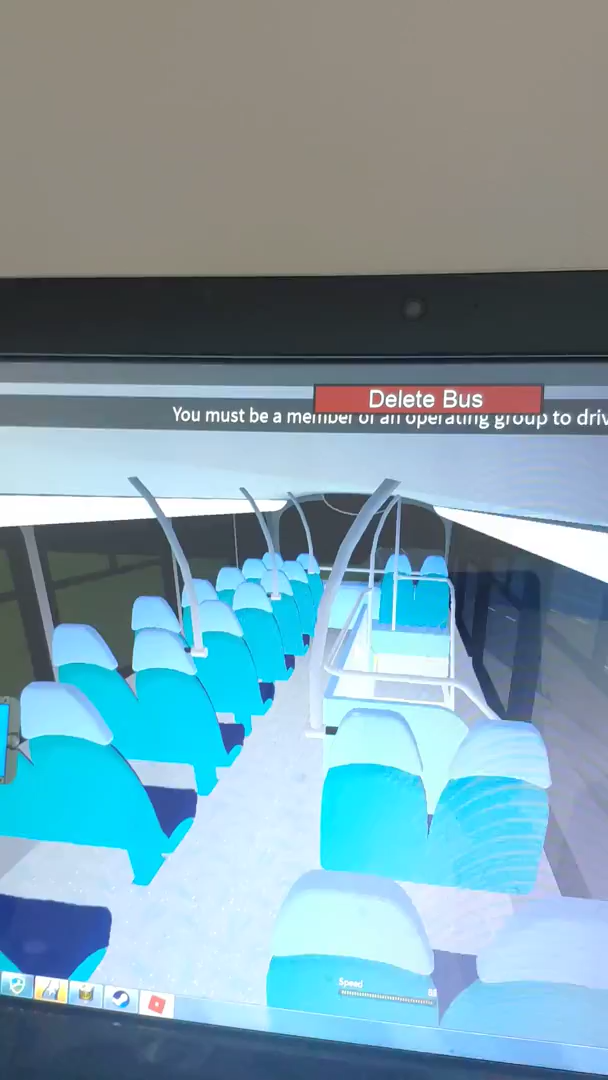 Delete Bus
You must be a member of an operating group to driv
Speed